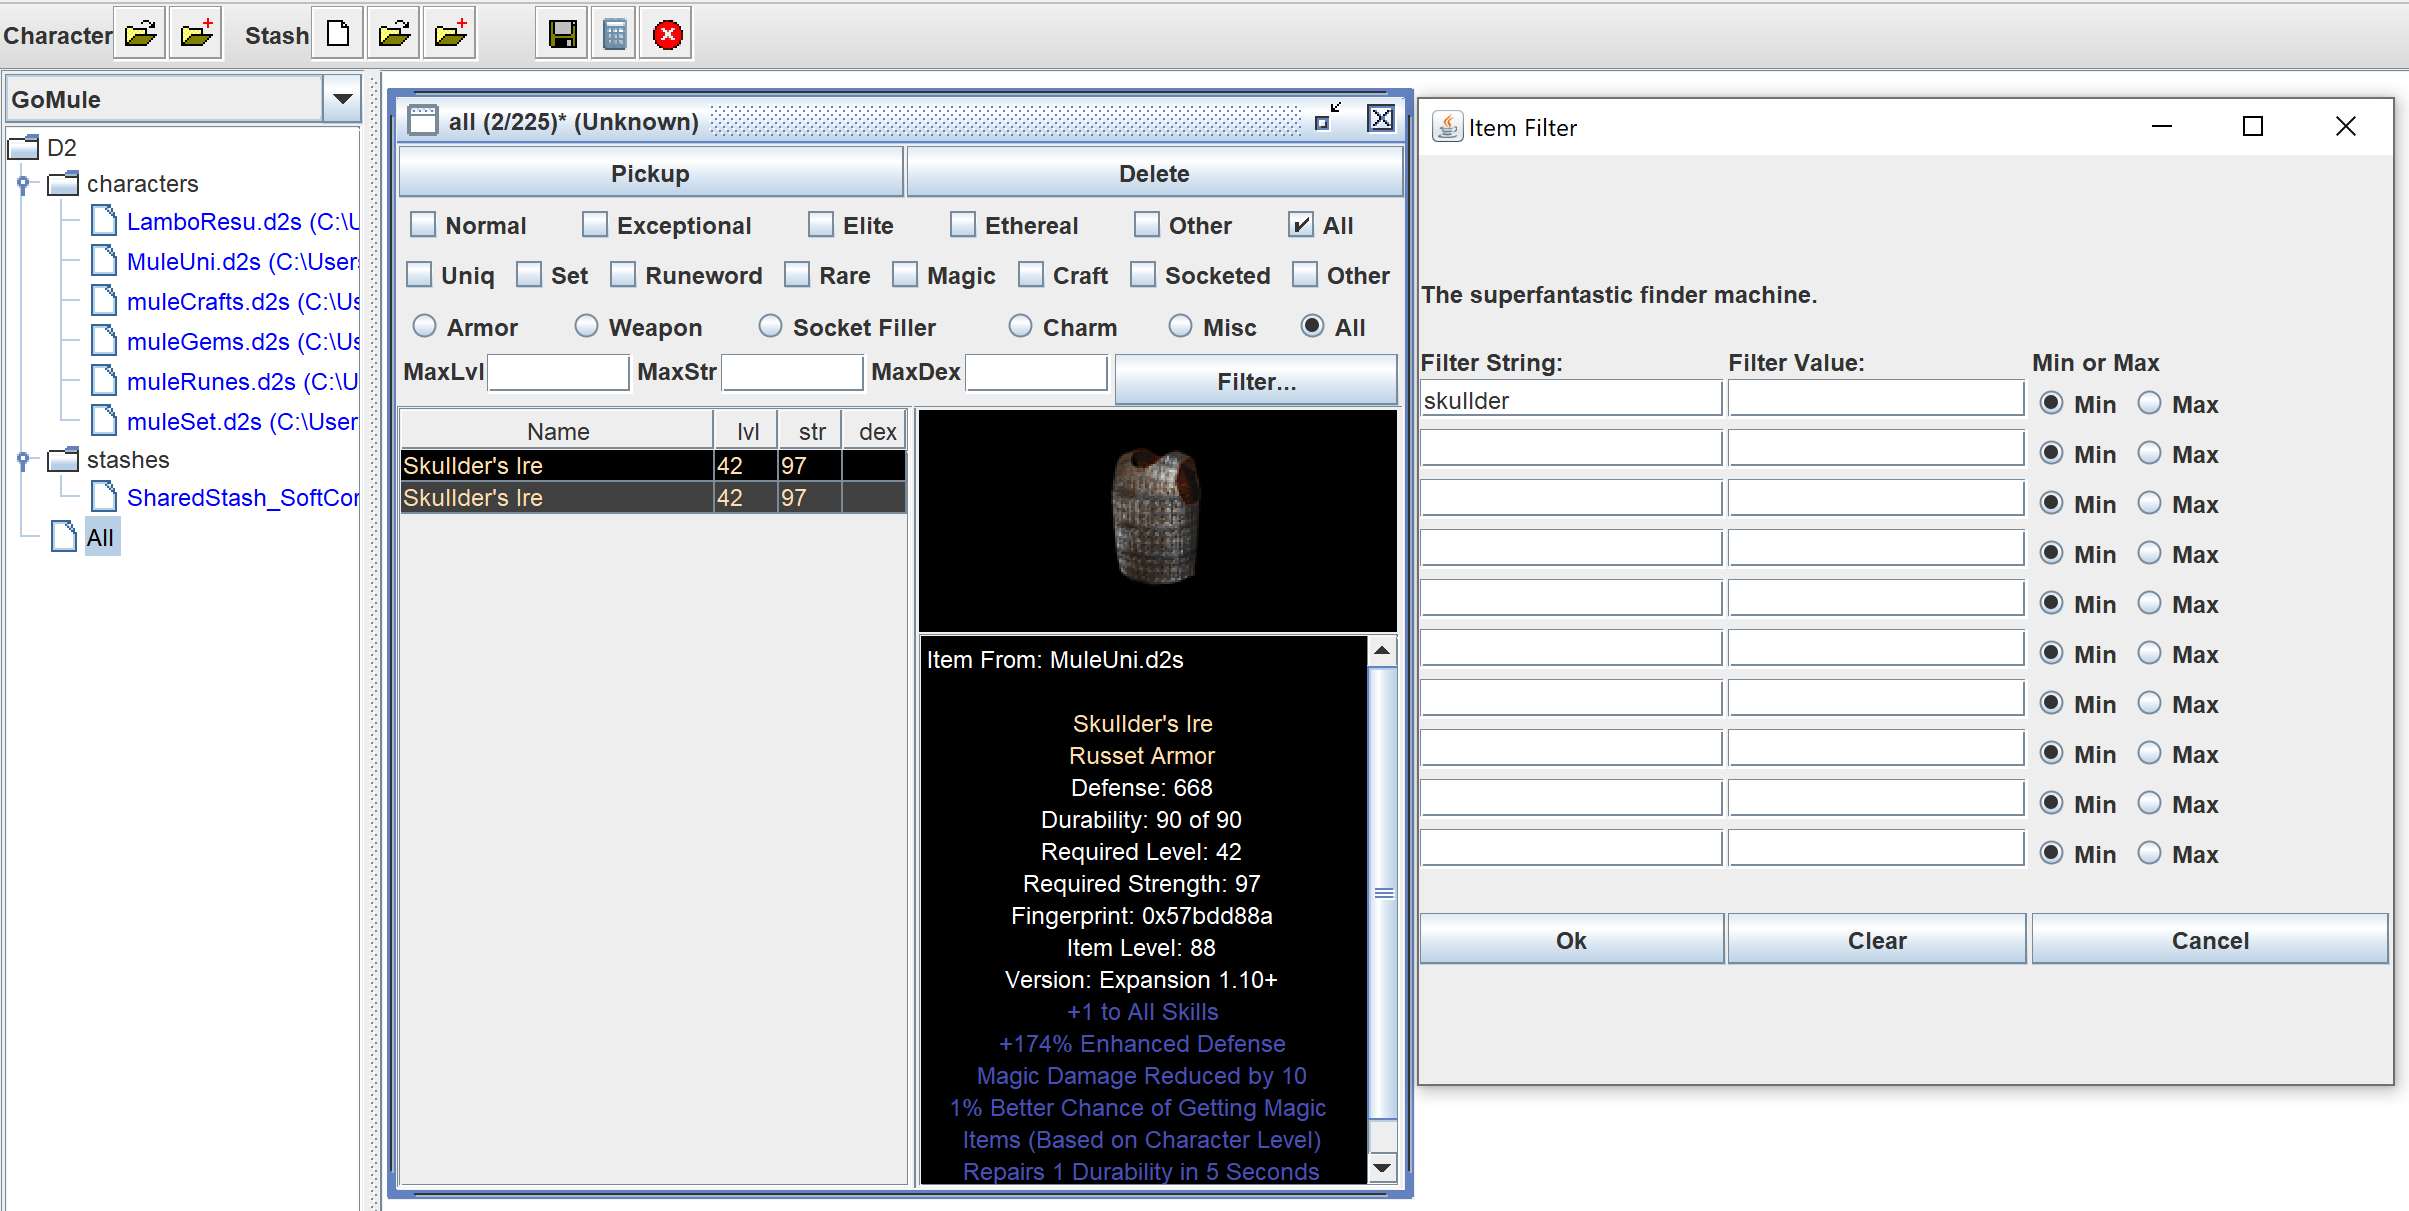 Character Stash
GoMule
D2
characters
LamboResu.d2s (C:\U
MuleUni.d2s (C:\User
muleCrafts.d2s (C:\Us
muleGems.d2s (C:\Us
muleRunes.d2s (C:\U
muleSet.d2s (C:\User
stashes
SharedStash_SoftCor
All
all (2/225)* (Unknown)
Pickup Delete
Normal Exceptional Elite Ethereal Other All
Uniq Set Runeword Rare Magic Craft Socketed Other
Armor Weapon Socket Filler Charm Misc All
MaxLvl MaxStr MaxDex Filter...
Name lvl str dex
Skullder's Ire 42 97
Skullder's Ire 42 97
Item From: MuleUni.d2s
Skullder's Ire
Russet Armor
Defense: 668
Durability: 90 of 90
Required Level: 42
Required Strength: 97
Fingerprint: 0x57bdd88a
Item Level: 88
Version: Expansion 1.10+
+1 to All Skills
+174% Enhanced Defense
Magic Damage Reduced by 10
1% Better Chance of Getting Magic
Items (Based on Character Level)
Repairs 1 Durability in 5 Seconds
Item Filter
The superfantastic finder machine.
Filter String: Filter Value: Min or Max
skullder Min Max
Min Max
Min Max
Min Max
Min Max
Min Max
Min Max
Min Max
Min Max
Min Max
Ok Clear Cancel